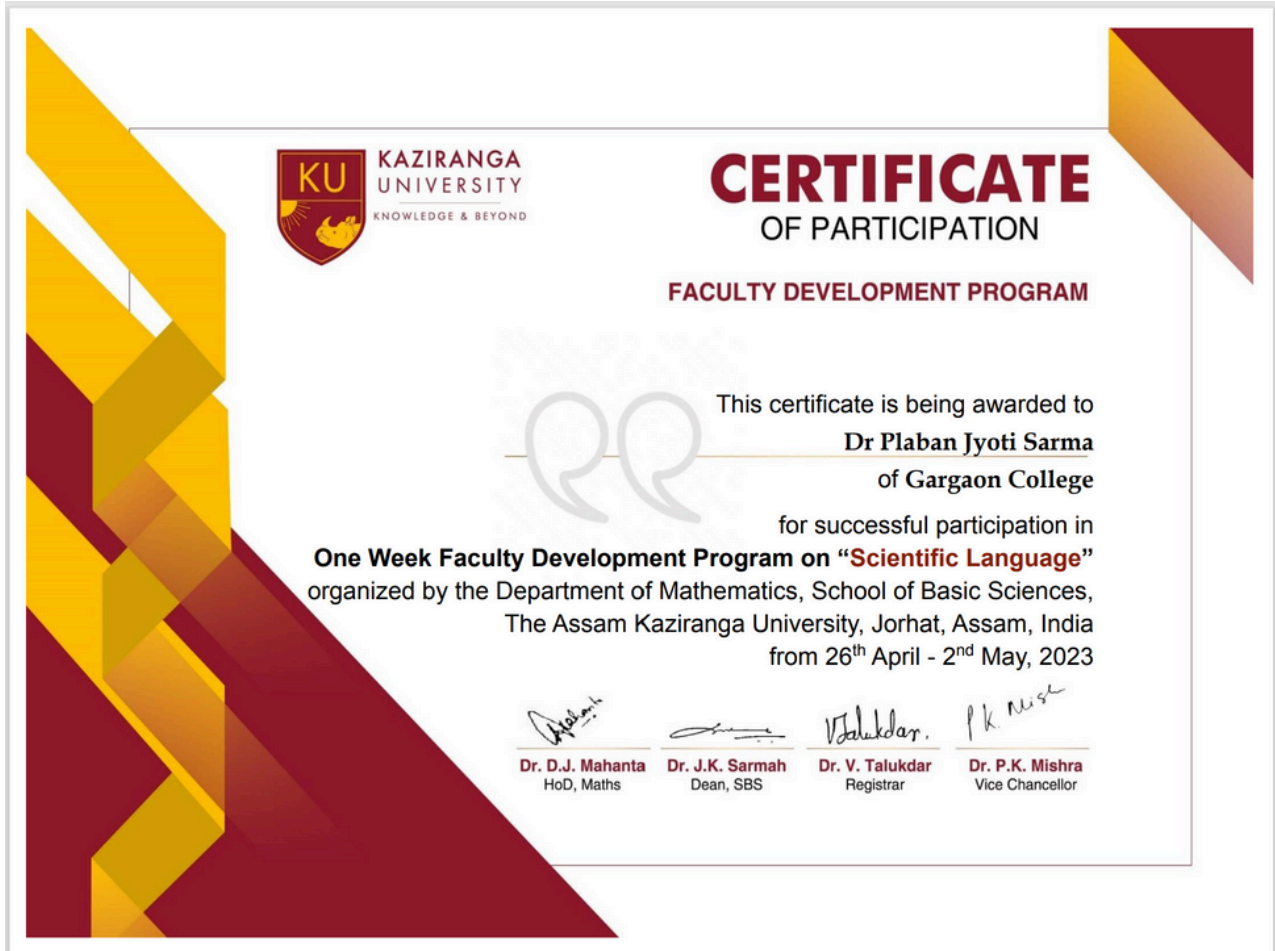 KU
KAZIRANGA
UNIVERSITY
KNOWLEDGE & BEYOND
CERTIFICATE
OF PARTICIPATION
FACULTY DEVELOPMENT PROGRAM
This certificate is being awarded to
Dr Plaban Jyoti Sarma
of Gargaon College
for successful participation in
One Week Faculty Development Program on “Scientific Language”
organized by the Department of Mathematics, School of Basic Sciences,
The Assam Kaziranga University, Jorhat, Assam, India
from 26th April - 2nd May, 2023
VTalukdar. P K. Mish
Dr. D.J. Mahanta Dr. J.K. Sarmah Dr. V. Talukdar Dr. P.K. Mishra
HoD, Maths Dean, SBS Registrar Vice Chancellor